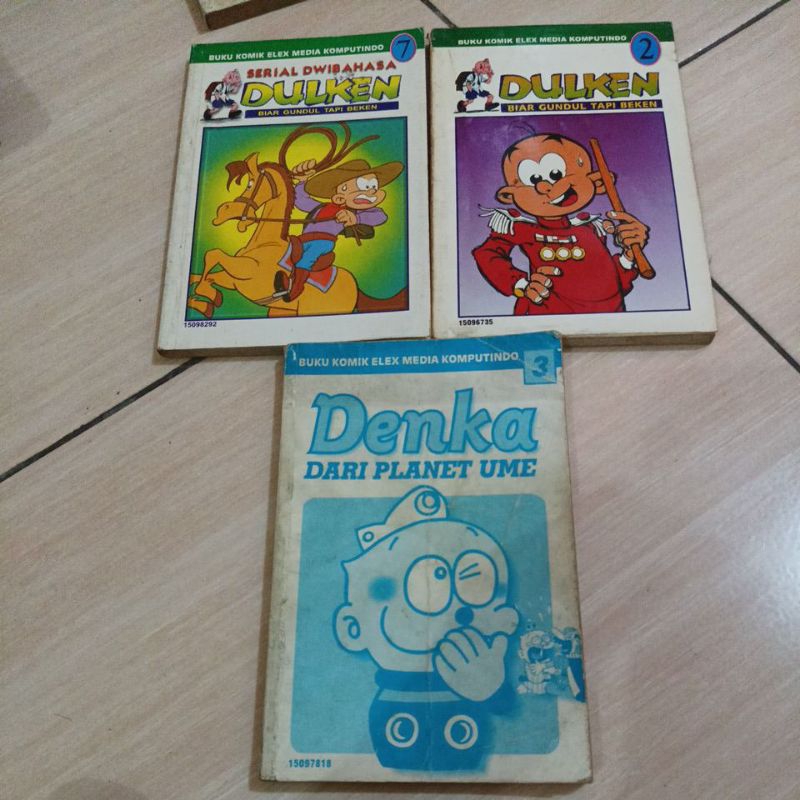 BUKU KOMIK ELEX MEDIA KOMPUTINDO
7
SERIAL DWIBAHASA
DULKEN
BIAR GUNDUL TAPI BEKEN
15098292
BUKU KOMIK ELEX MEDIA KOMPUTINDO
2
DULKEN
BIAR GUNDUL TAPI BEKEN
15096735
BUKU KOMIK ELEX MEDIA KOMPUTINDO
3
Denka
DARI PLANET UME
15097818